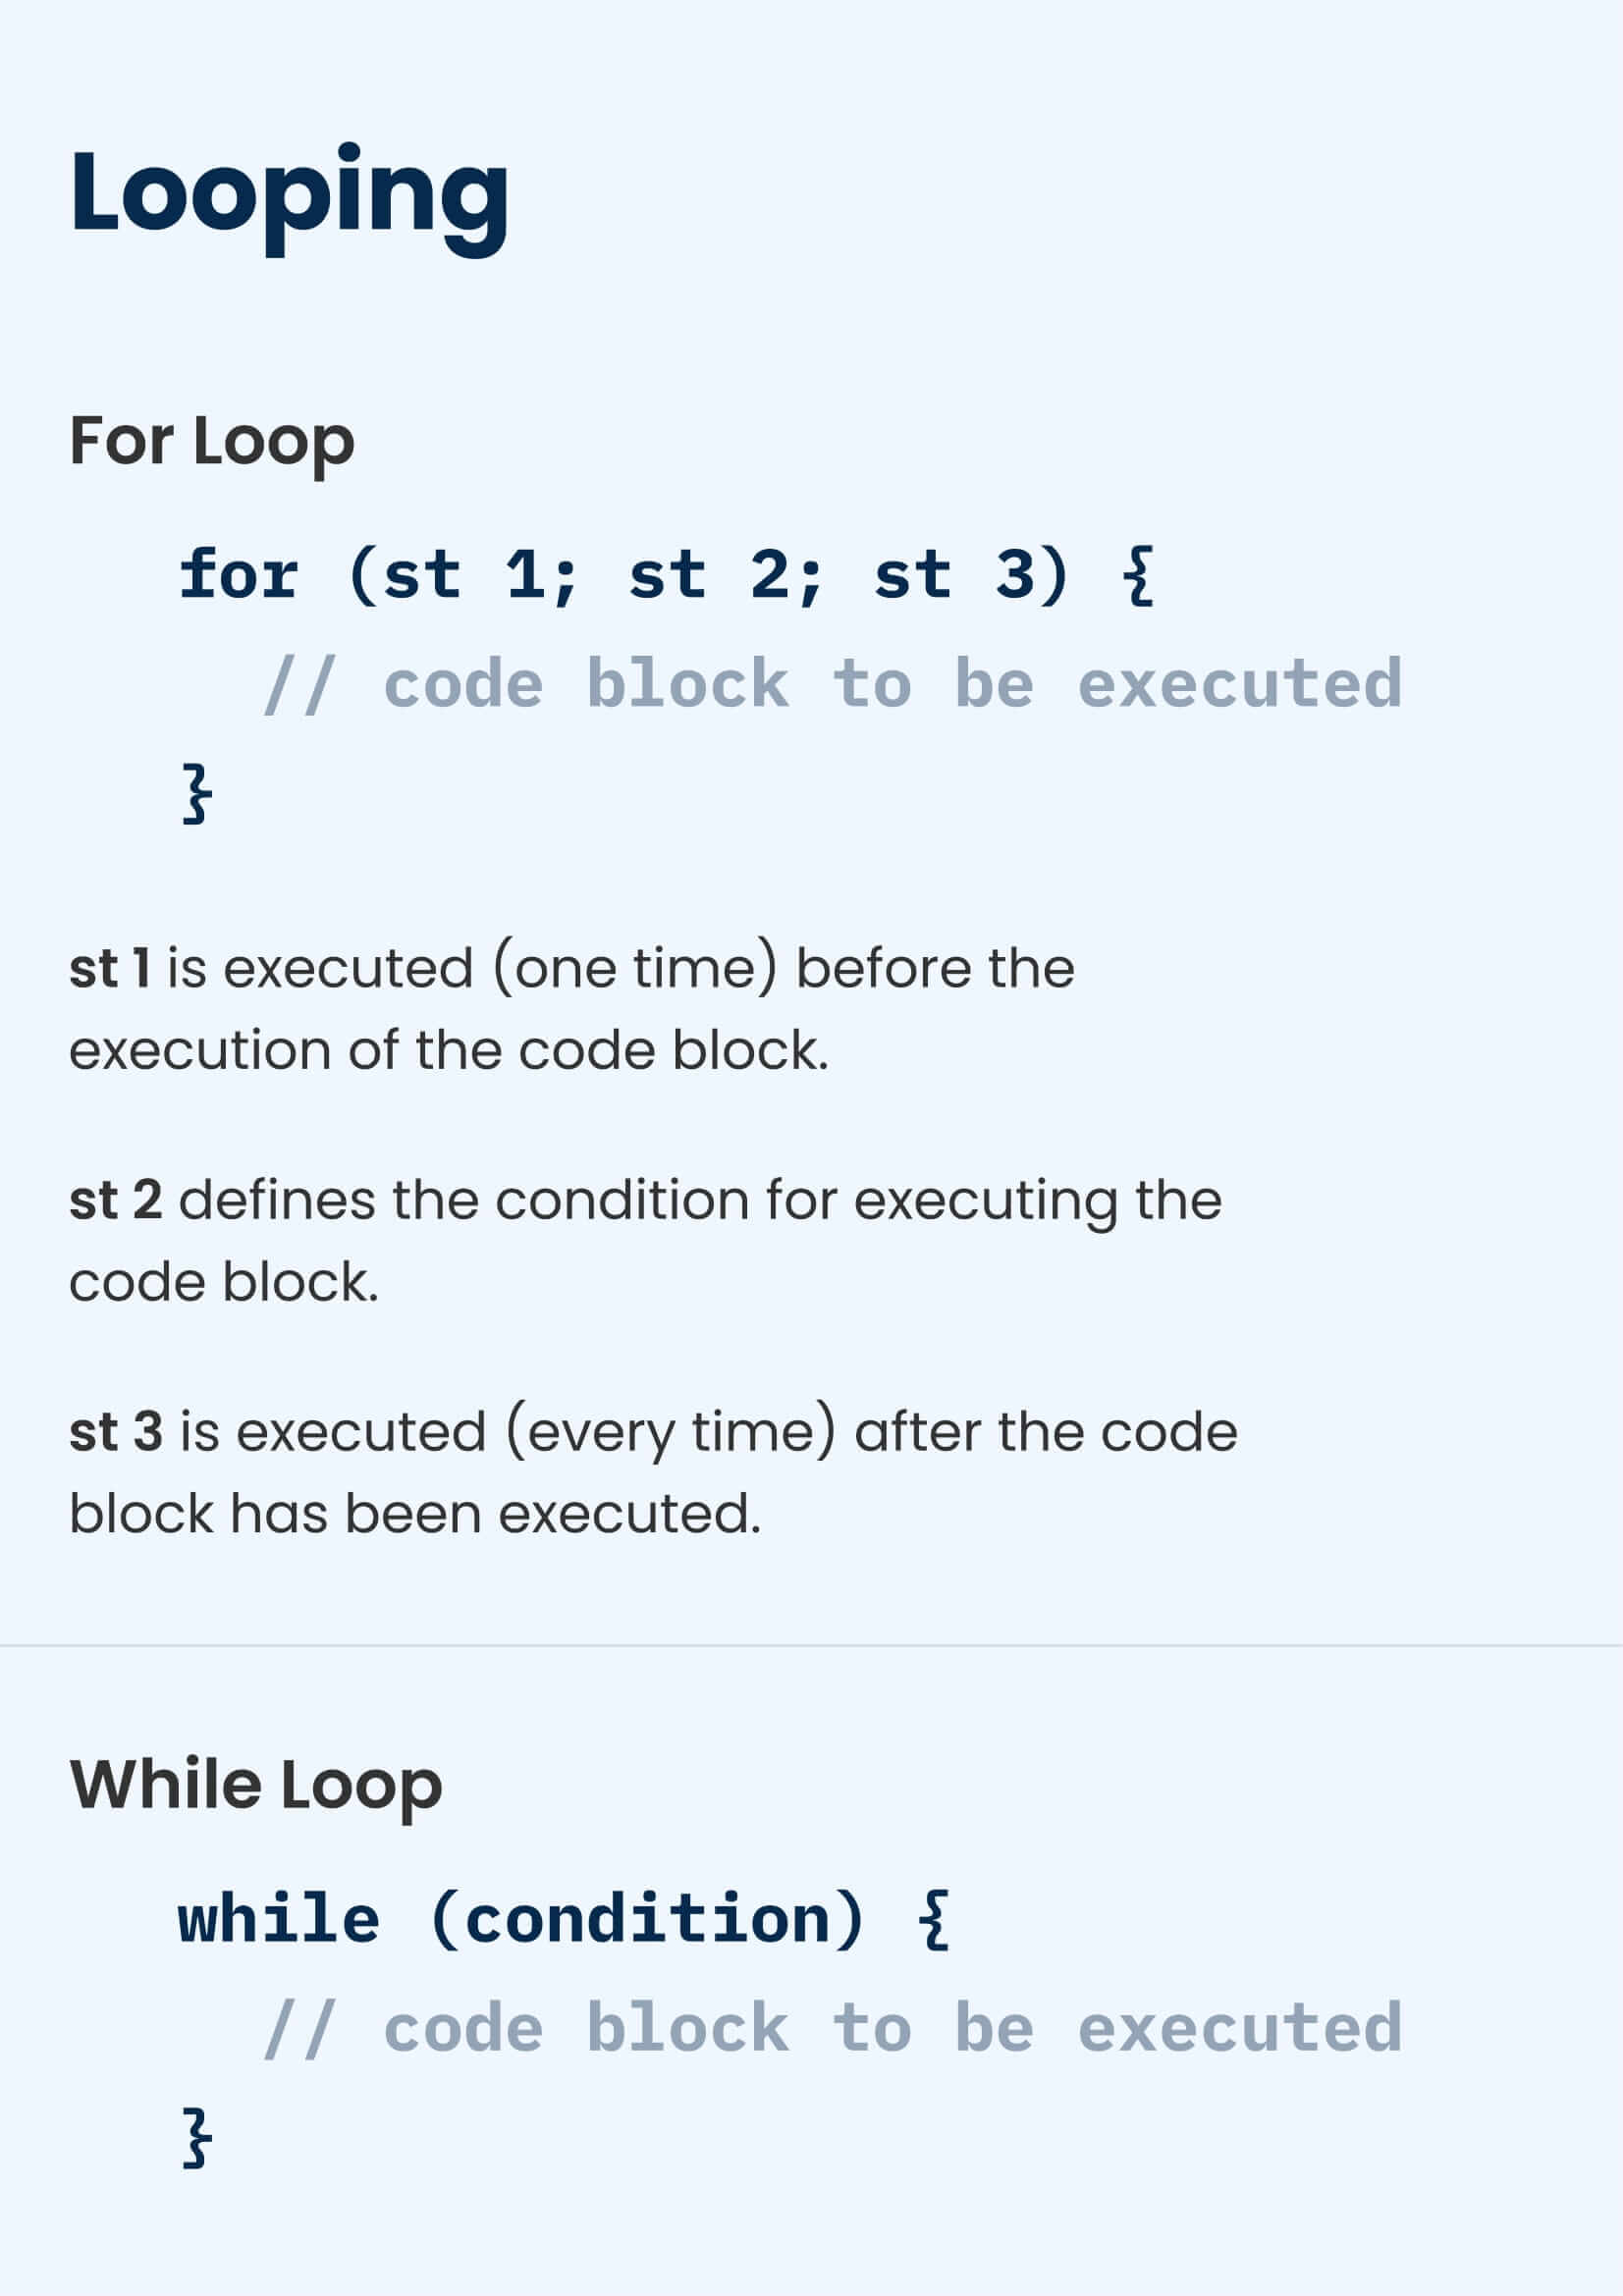 Looping
For Loop
for (st 1; st 2; st 3) {
// code block to be executed
}
st 1 is executed (one time) before the
execution of the code block.
st 2 defines the condition for executing the
code block.
st 3 is executed (every time) after the code
block has been executed.
While Loop
while (condition) {
// code block to be executed
}